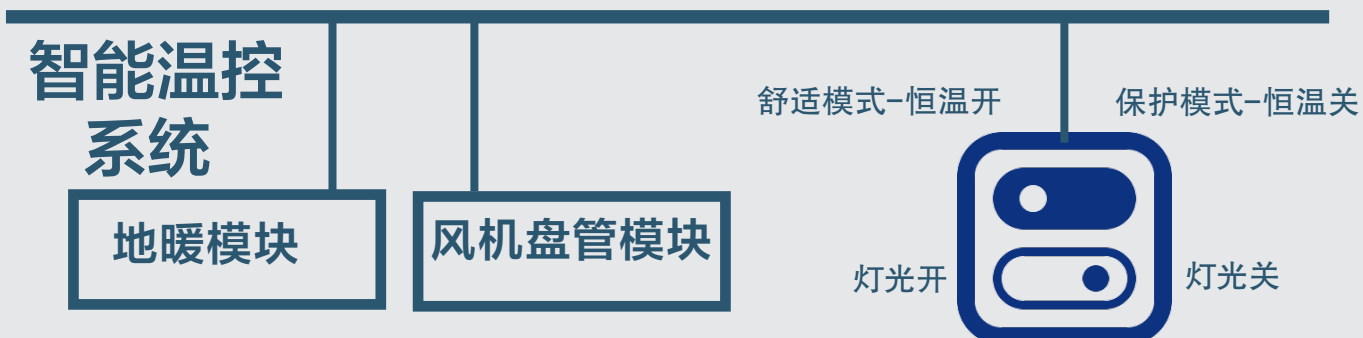 智能温控
系统
地暖模块
风机盘管模块
舒适模式-恒温开
保护模式-恒温关
灯光开
灯光关